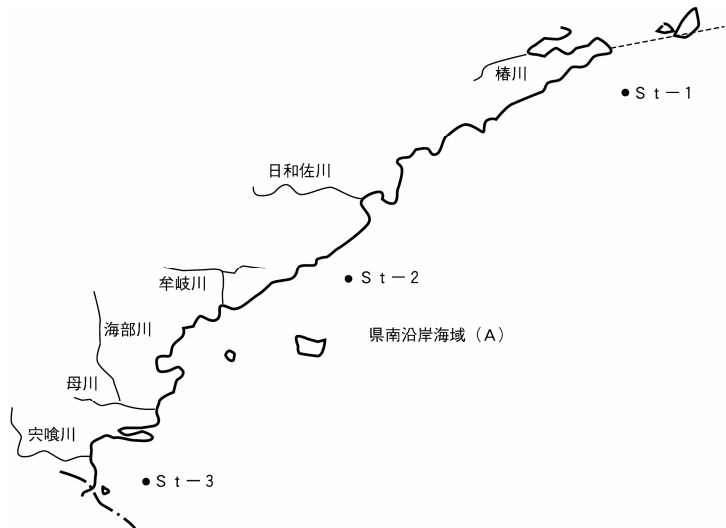 椿川
Ｓｔ－１
日和佐川
Ｓｔ－２
牟岐川
海部川
県南沿岸海域（Ａ）
母川
宍喰川
Ｓｔ－３